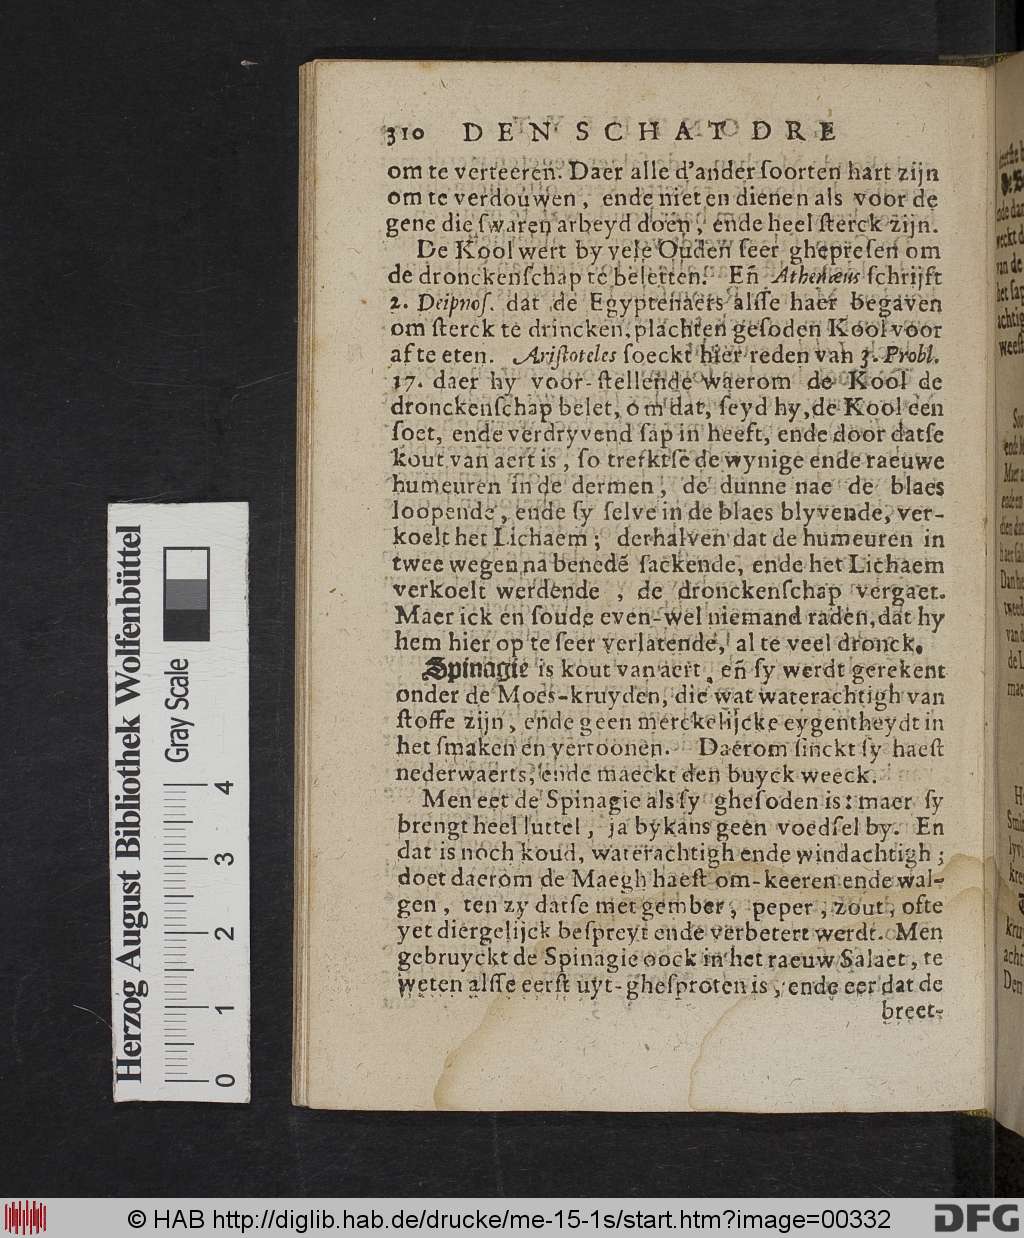 310 DEN SCHAT DRE
om te verteeren. Daer alle d'ander ſoorten hart zijn
om te verdouwen, ende niet en dienen als voor de
gene die ſwaren arbeyd doen, ende heel ſterck zijn.
De Kool wert by vele Ouden ſeer ghepreſen om
de dronckenſchap te beletten. Eñ Athenæus ſchrijft
2. Deipnoſ. dat de Egyptenaers alſſe haer begaven
om ſterck te drincken, plachten geſoden Kool voor
af te eten. Ariſtoteles ſoeckt hier reden van 3. Probl.
17. daer hy voor-ſtellende waerom de Kool de
dronckenſchap belet, om dat, ſeyd hy, de Kool een
ſoet, ende verdryvend ſap in heeft, ende door datſe
kout van aert is, ſo treſktſe de wynige ende raeuwe
humeuren in de dermen, de dunne nae de blaes
loopende, ende ſy ſelve in de blaes blyvende, ver-
koelt het Lichaem; derhalven dat de humeuren in
twee wegen na benedẽ ſackende, ende het Lichaem
verkoelt werdende, de dronckenſchap vergaet.
Maer ick en ſoude even-wel niemand raden, dat hy
hem hier op te ſeer verlatende, al te veel dronck.
Spinagie is kout van aert, eñ ſy werdt gerekent
onder de Moes-kruyden, die wat waterachtigh van
ſtoffe zijn, ende geen merckelijcke eygentheydt in
het ſmaken en vertoonen. Daerom ſinckt ſy haeſt
nederwaerts, ende maeckt den buyck weeck.
Men eet de Spinagie als ſy gheſoden is: maer ſy
brengt heel luttel, ja bykans geen voedſel by. En
dat is noch koud, waterachtigh ende windachtigh;
doet daerom de Maegh haeſt om-keeren ende wal-
gen, ten zy datſe met gember, peper, zout, ofte
yet diergelijck beſpreyt ende verbetert werdt. Men
gebruyckt de Spinagie oock in het raeuw Salaet, te
weten alſſe eerſt uyt-gheſproten is, ende eer dat de
breet-
Herzog August Bibliothek Wolfenbüttel
Gray Scale
0 1 2 3 4
© HAB http://diglib.hab.de/drucke/me-15-1s/start.htm?image=00332
DFG